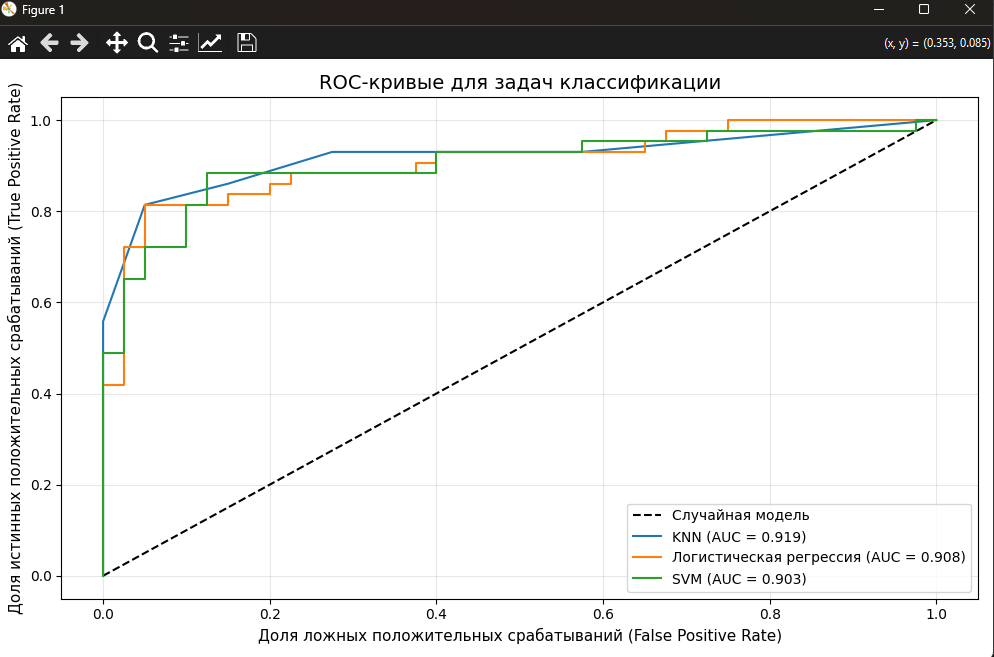 Figure 1
(x, y) = (0.353, 0.085)
ROC-кривые для задач классификации
Доля истинных положительных срабатываний (True Positive Rate)
1.0
0.8
0.6
0.4
0.2
0.0
Случайная модель
KNN (AUC = 0.919)
Логистическая регрессия (AUC = 0.908)
SVM (AUC = 0.903)
0.0 0.2 0.4 0.6 0.8 1.0
Доля ложных положительных срабатываний (False Positive Rate)